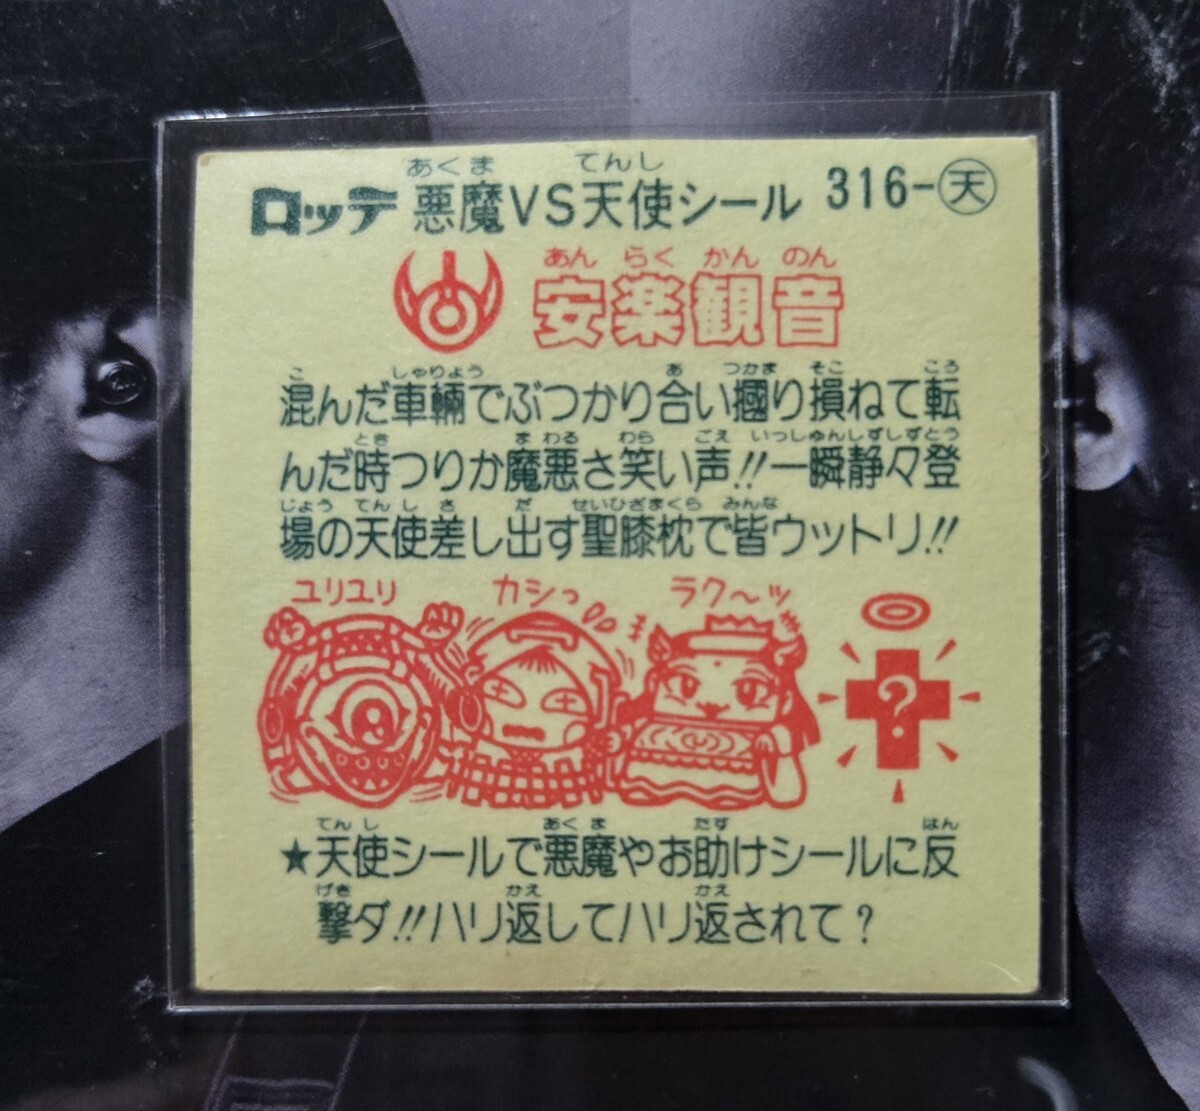 あくま てんし
ロッテ 悪魔VS天使シール 316-天
あん らく かん のん
安楽観音
こ しゃりょう あ つかま そこ ころ
混んだ車輛でぶつかり合い摑り損ねて転
とき ま わる わら ごえ いっしゅんしずしずとう
んだ時つりか魔悪さ笑い声!!一瞬静々登
じょう てんし さ だ せいひざまくら みんな
場の天使差し出す聖膝枕で皆ウットリ!!
ユリユリ カシっ ラク〜ッ
?
てんし あくま たす はん
★天使シールで悪魔やお助けシールに反
げき かえ かえ
撃ダ!!ハリ返してハリ返されて?